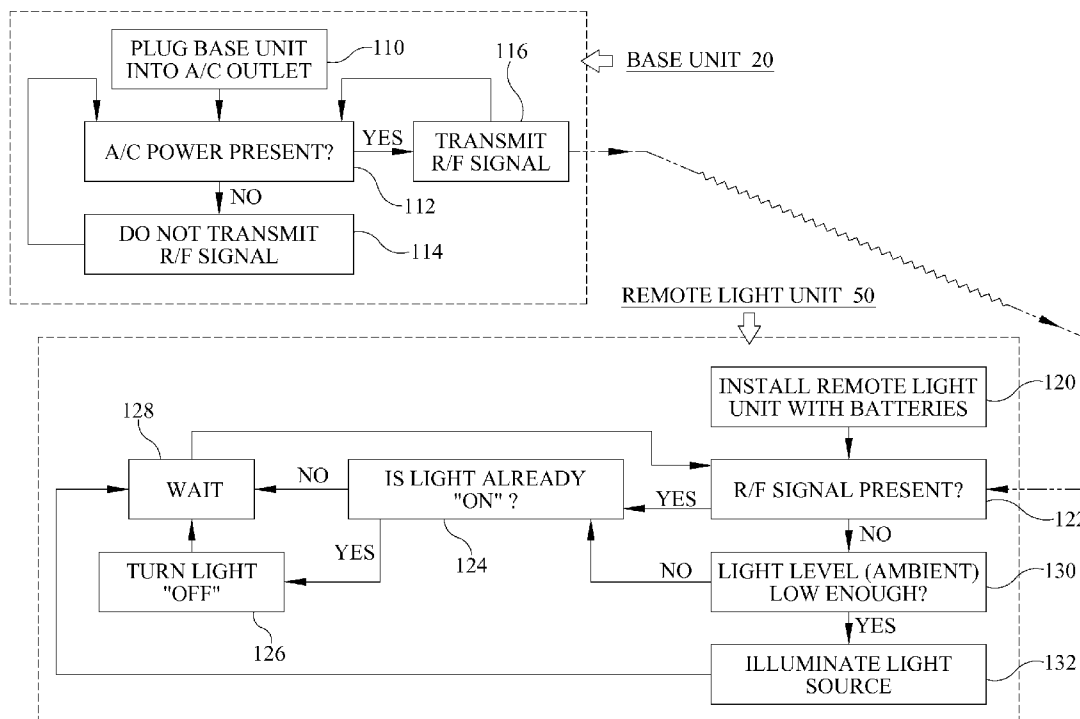 PLUG BASE UNIT
INTO A/C OUTLET
110
116
BASE UNIT 20
A/C POWER PRESENT?
YES
TRANSMIT
R/F SIGNAL
112
NO
DO NOT TRANSMIT
R/F SIGNAL
114
REMOTE LIGHT UNIT 50
INSTALL REMOTE LIGHT
UNIT WITH BATTERIES
120
128
WAIT
NO
IS LIGHT ALREADY
"ON" ?
YES
R/F SIGNAL PRESENT?
122
NO
YES
124
TURN LIGHT
"OFF"
126
NO
LIGHT LEVEL (AMBIENT)
LOW ENOUGH?
130
YES
ILLUMINATE LIGHT
SOURCE
132